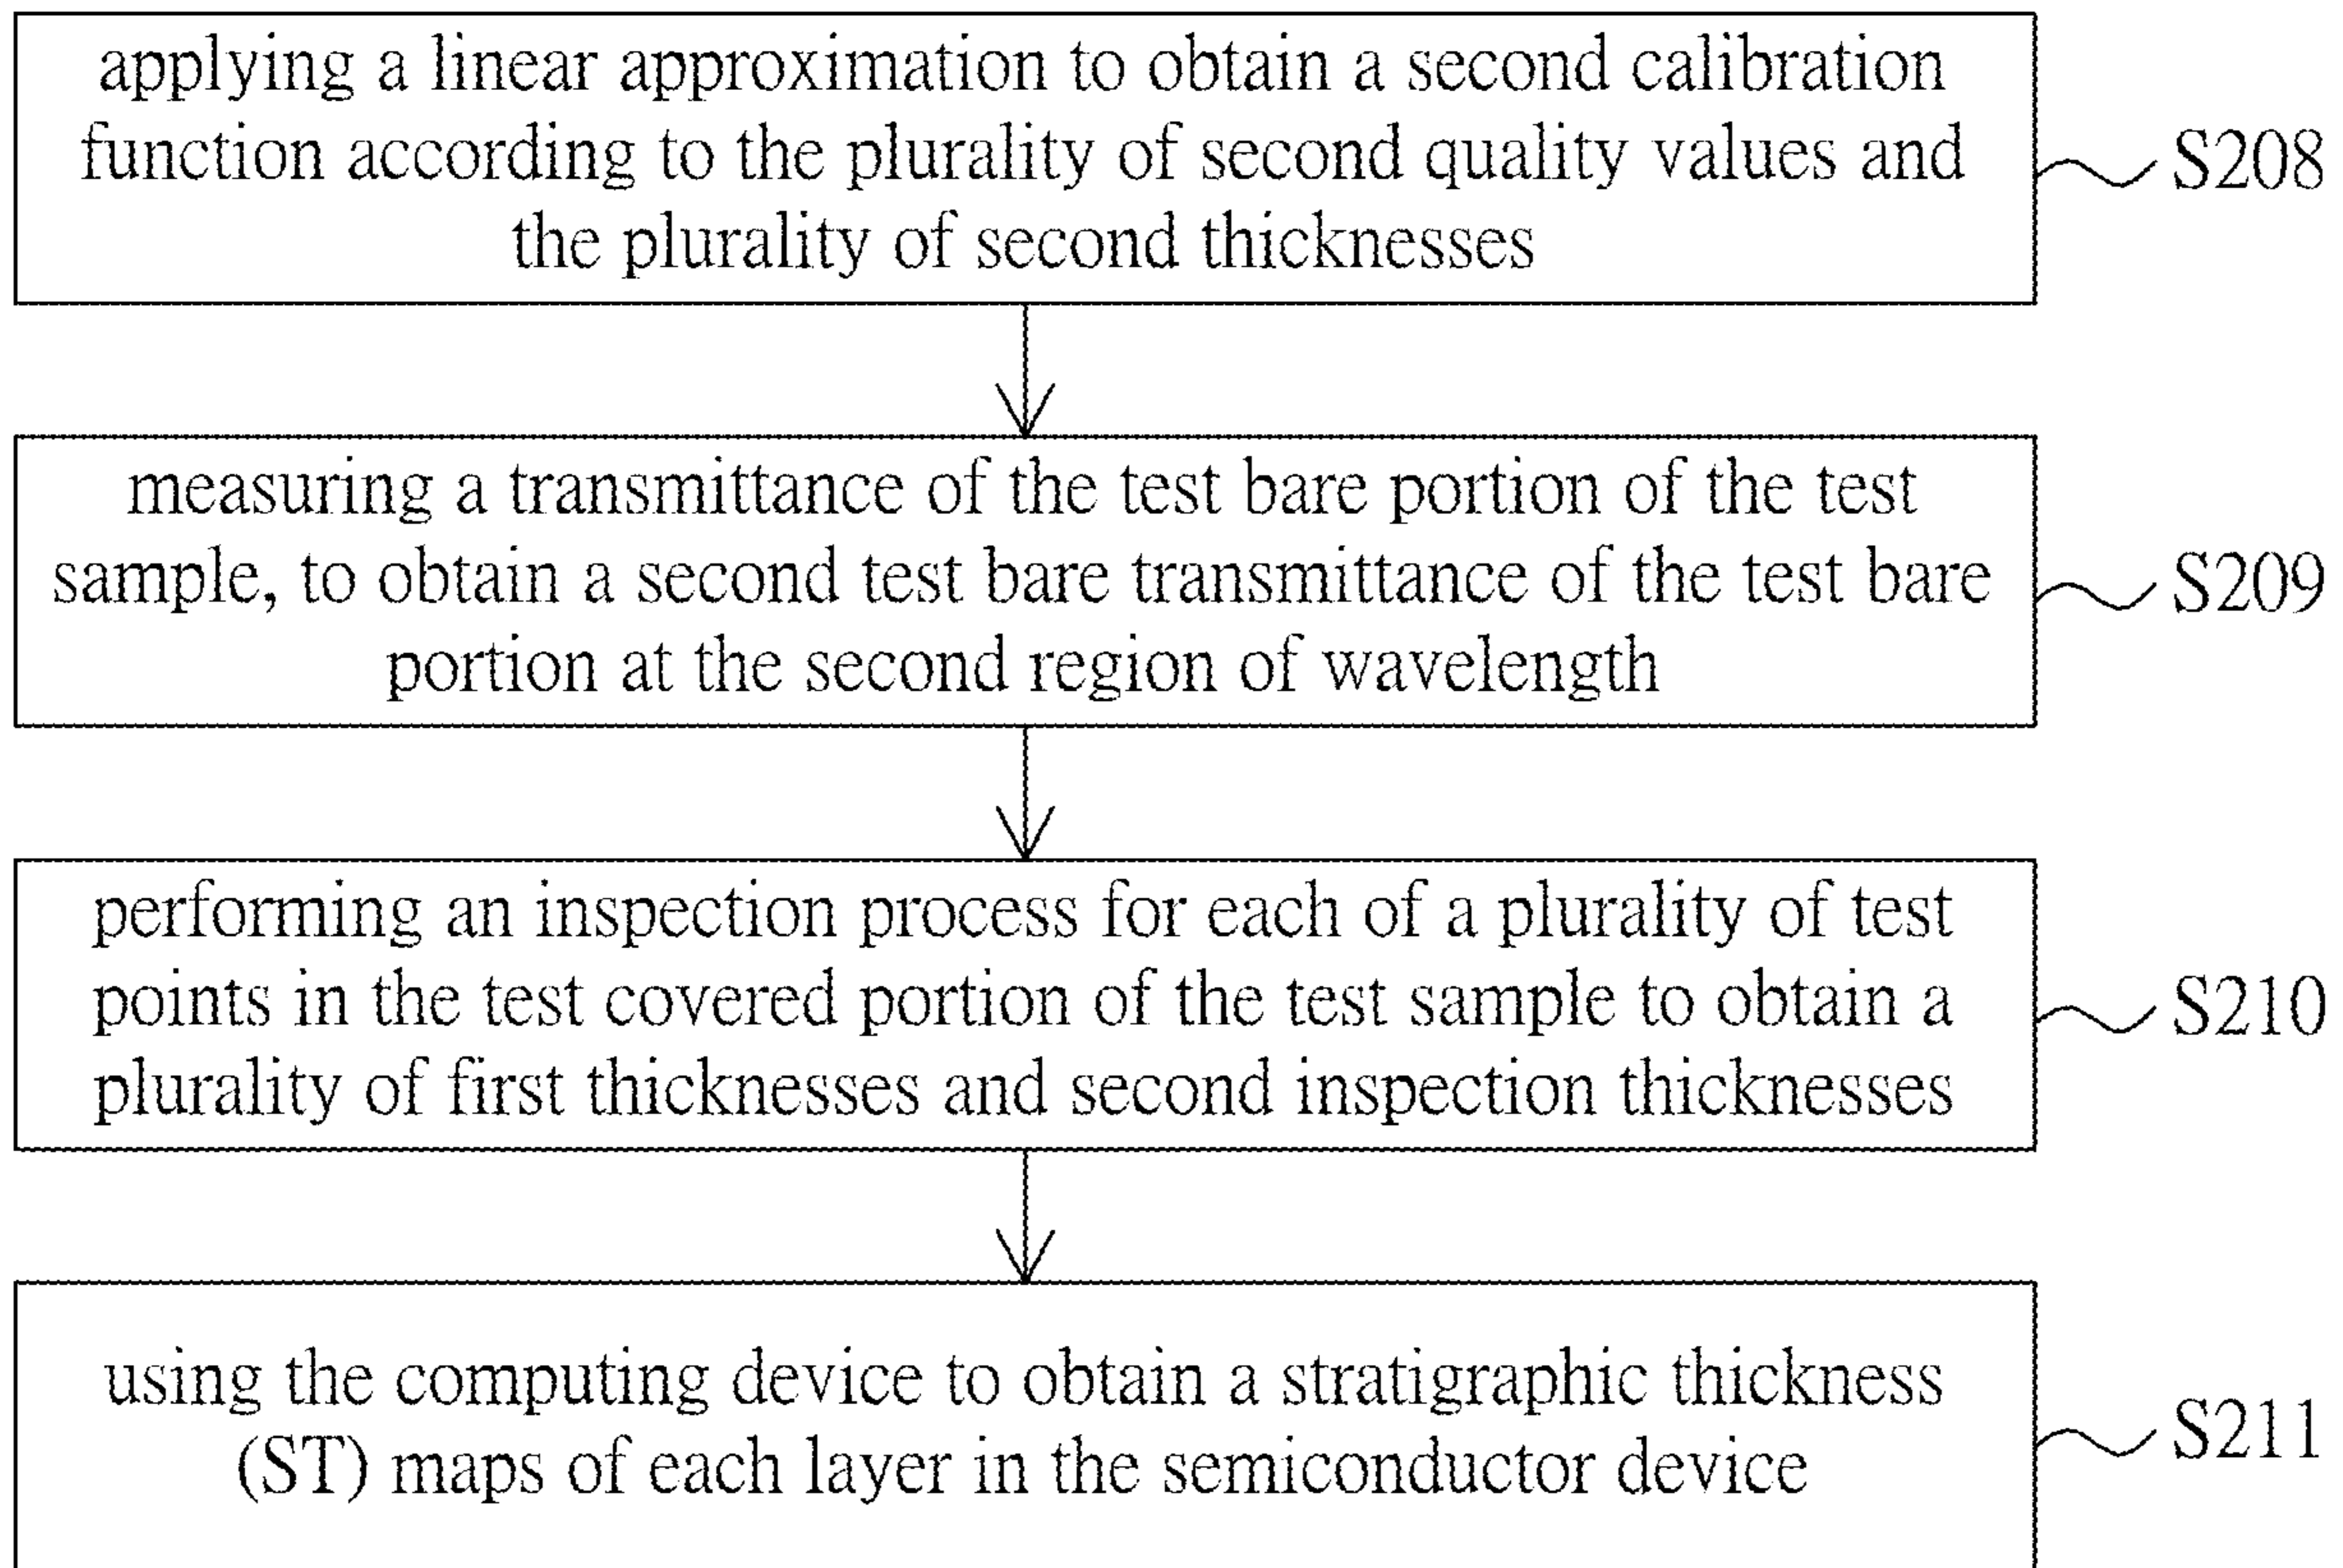 applying a linear approximation to obtain a second calibration
function according to the plurality of second quality values and
the plurality of second thicknesses
S208
measuring a transmittance of the test bare portion of the test
sample, to obtain a second test bare transmittance of the test bare
portion at the second region of wavelength
S209
performing an inspection process for each of a plurality of test
points in the test covered portion of the test sample to obtain a
plurality of first thicknesses and second inspection thicknesses
S210
using the computing device to obtain a stratigraphic thickness
(ST) maps of each layer in the semiconductor device
S211